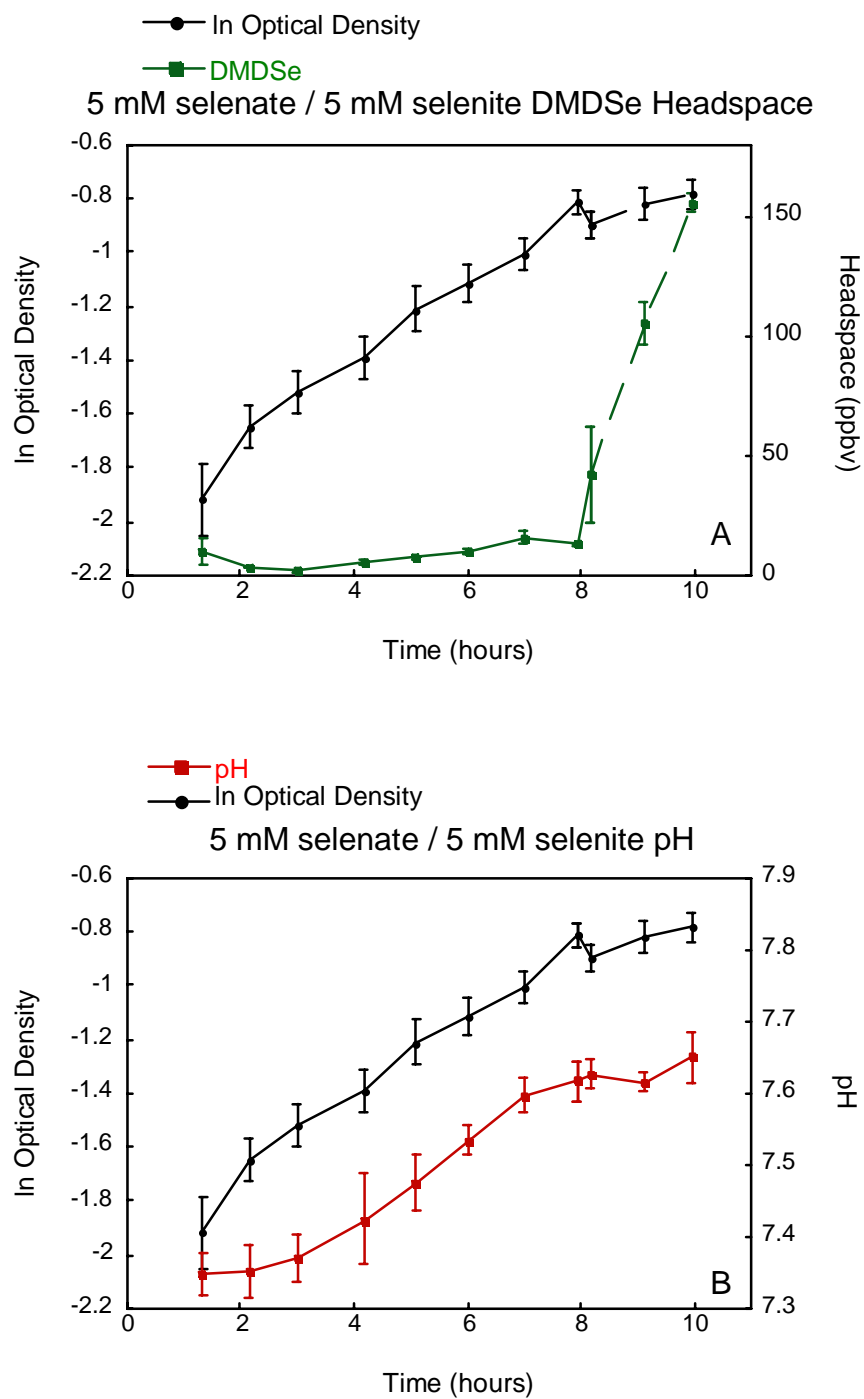 ln Optical Density
DMDSe
5 mM selenate / 5 mM selenite DMDSe Headspace
-0.6
-0.8
-1
-1.2
-1.4
-1.6
-1.8
-2
-2.2
ln Optical Density
150
100
50
0
Headspace (ppbv)
A
0 2 4 6 8 10
Time (hours)
pH
ln Optical Density
5 mM selenate / 5 mM selenite pH
-0.6
-0.8
-1
-1.2
-1.4
-1.6
-1.8
-2
-2.2
ln Optical Density
7.9
7.8
7.7
7.6
7.5
7.4
7.3
pH
B
0 2 4 6 8 10
Time (hours)